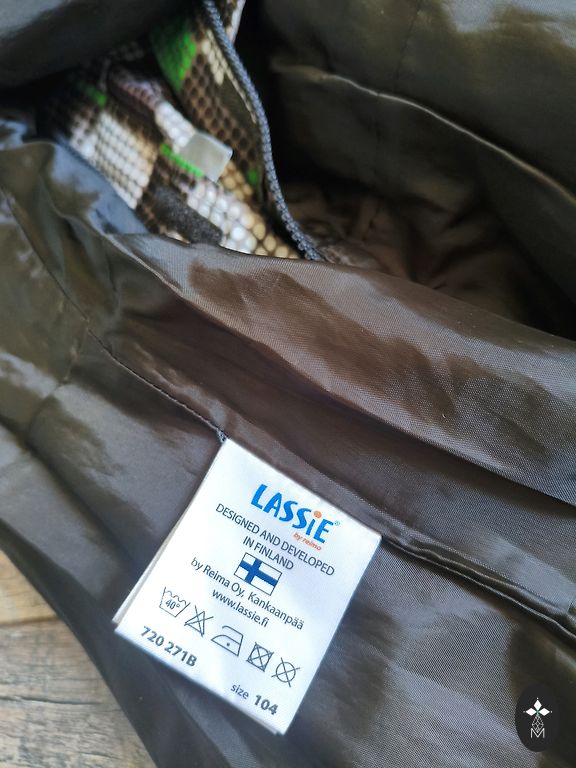 LASSiE®
by reima
DESIGNED AND DEVELOPED
IN FINLAND
by Reima Oy, Kankaanpää
www.lassie.fi
40°
720 271B
size 104
M